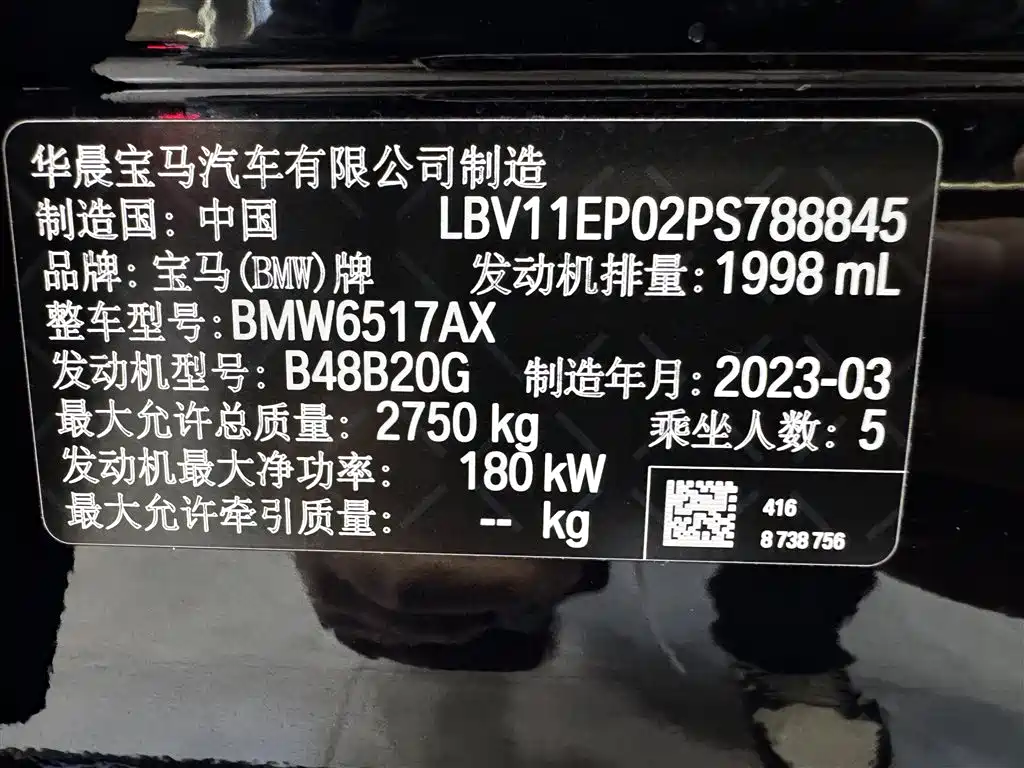 华晨宝马汽车有限公司制造
制造国：中国 LBV11EP02PS788845
品牌：宝马(BMW)牌 发动机排量：1998 mL
整车型号：BMW6517AX
发动机型号：B48B20G 制造年月：2023-03
最大允许总质量：2750 kg 乘坐人数：5
发动机最大净功率：180 kW
最大允许牵引质量：-- kg
416
8 738 756